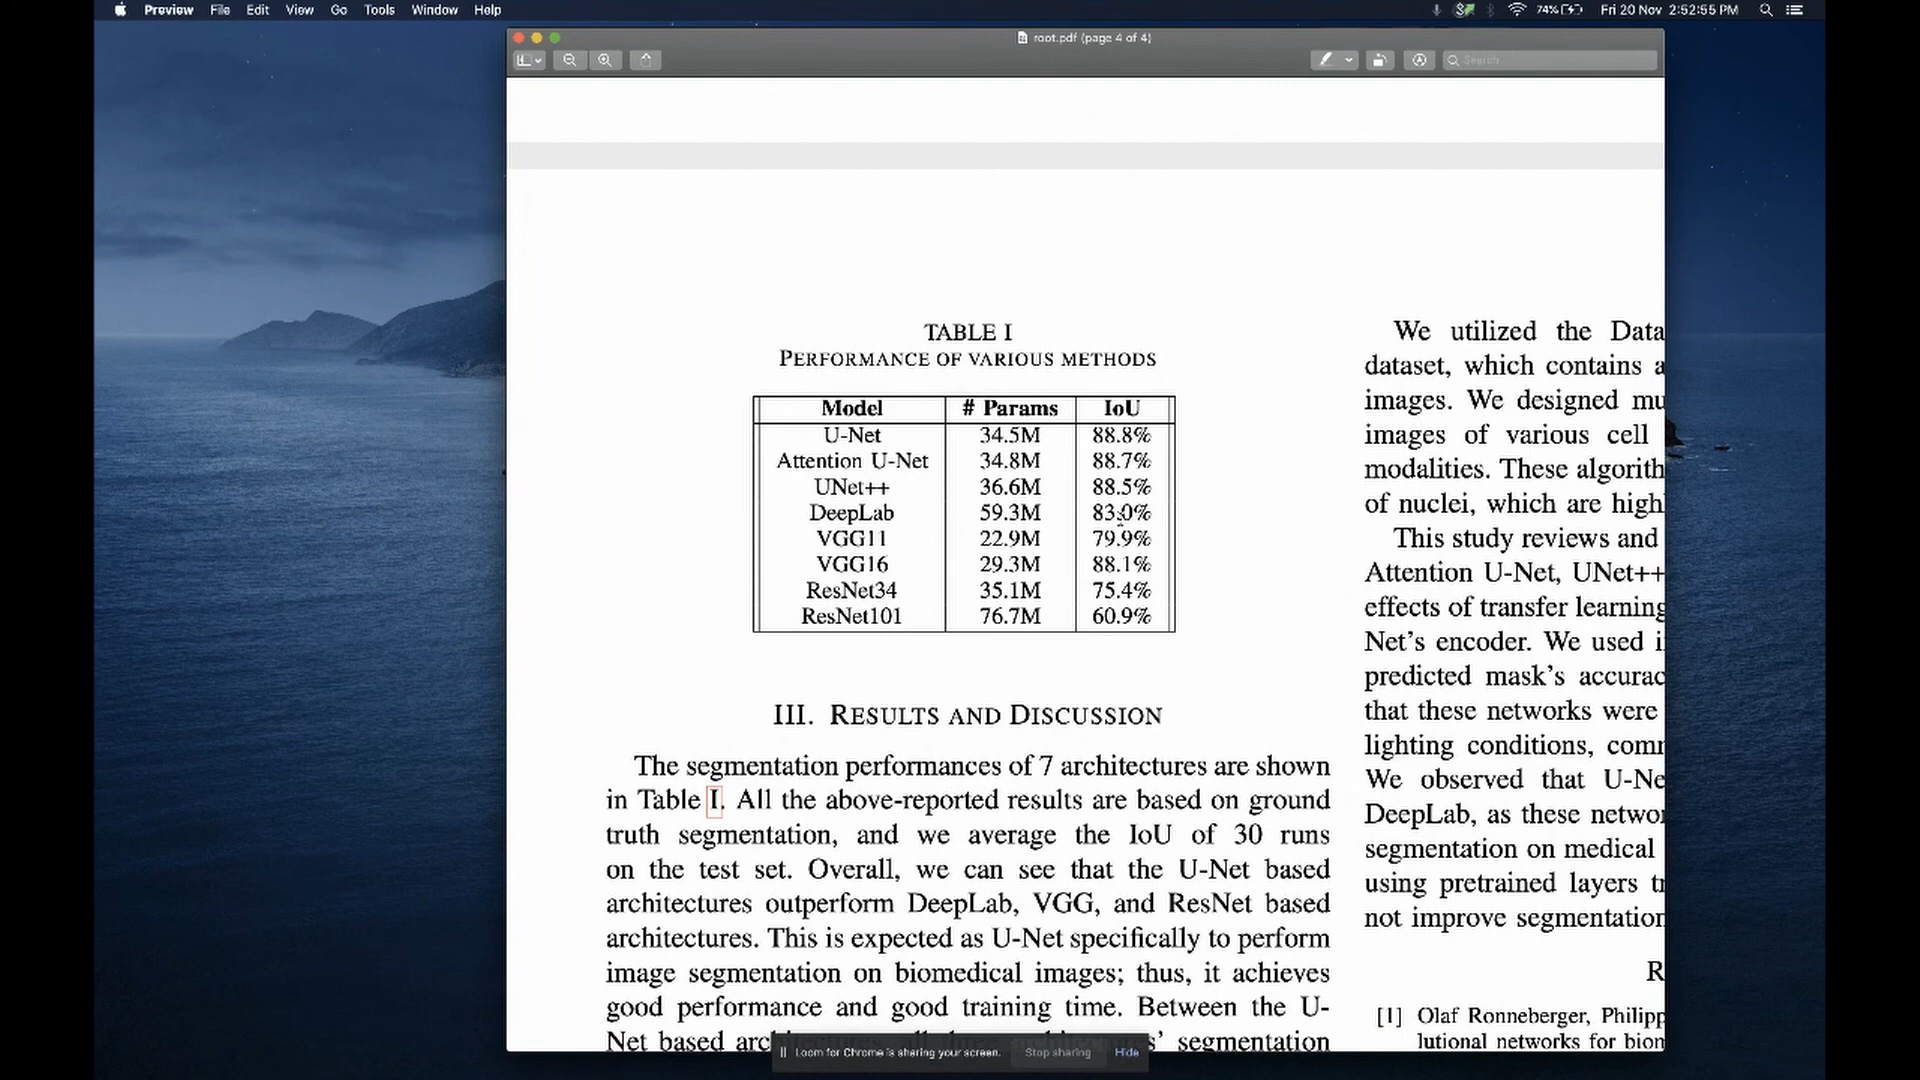 Preview File Edit View Go Tools Window Help
74% Fri 20 Nov 2:52:55 PM
root.pdf (page 4 of 4)
Search
TABLE I
PERFORMANCE OF VARIOUS METHODS
Model # Params IoU
U-Net 34.5M 88.8%
Attention U-Net 34.8M 88.7%
UNet++ 36.6M 88.5%
DeepLab 59.3M 83.0%
VGG11 22.9M 79.9%
VGG16 29.3M 88.1%
ResNet34 35.1M 75.4%
ResNet101 76.7M 60.9%
III. RESULTS AND DISCUSSION
The segmentation performances of 7 architectures are shown
in Table I. All the above-reported results are based on ground
truth segmentation, and we average the IoU of 30 runs
on the test set. Overall, we can see that the U-Net based
architectures outperform DeepLab, VGG, and ResNet based
architectures. This is expected as U-Net specifically to perform
image segmentation on biomedical images; thus, it achieves
good performance and good training time. Between the U-
Net based segmentation
We utilized the Data
dataset, which contains a
images. We designed mu
images of various cell
modalities. These algorith
of nuclei, which are high
This study reviews and
Attention U-Net, UNet++
effects of transfer learning
Net's encoder. We used i
predicted mask's accurac
that these networks were
lighting conditions, comm
We observed that U-Ne
DeepLab, as these netwo
segmentation on medical
using pretrained layers tr
not improve segmentation
R
[1] Olaf Ronneberger, Philipp
lutional networks for biom
Loom for Chrome is sharing your screen. Stop sharing Hide